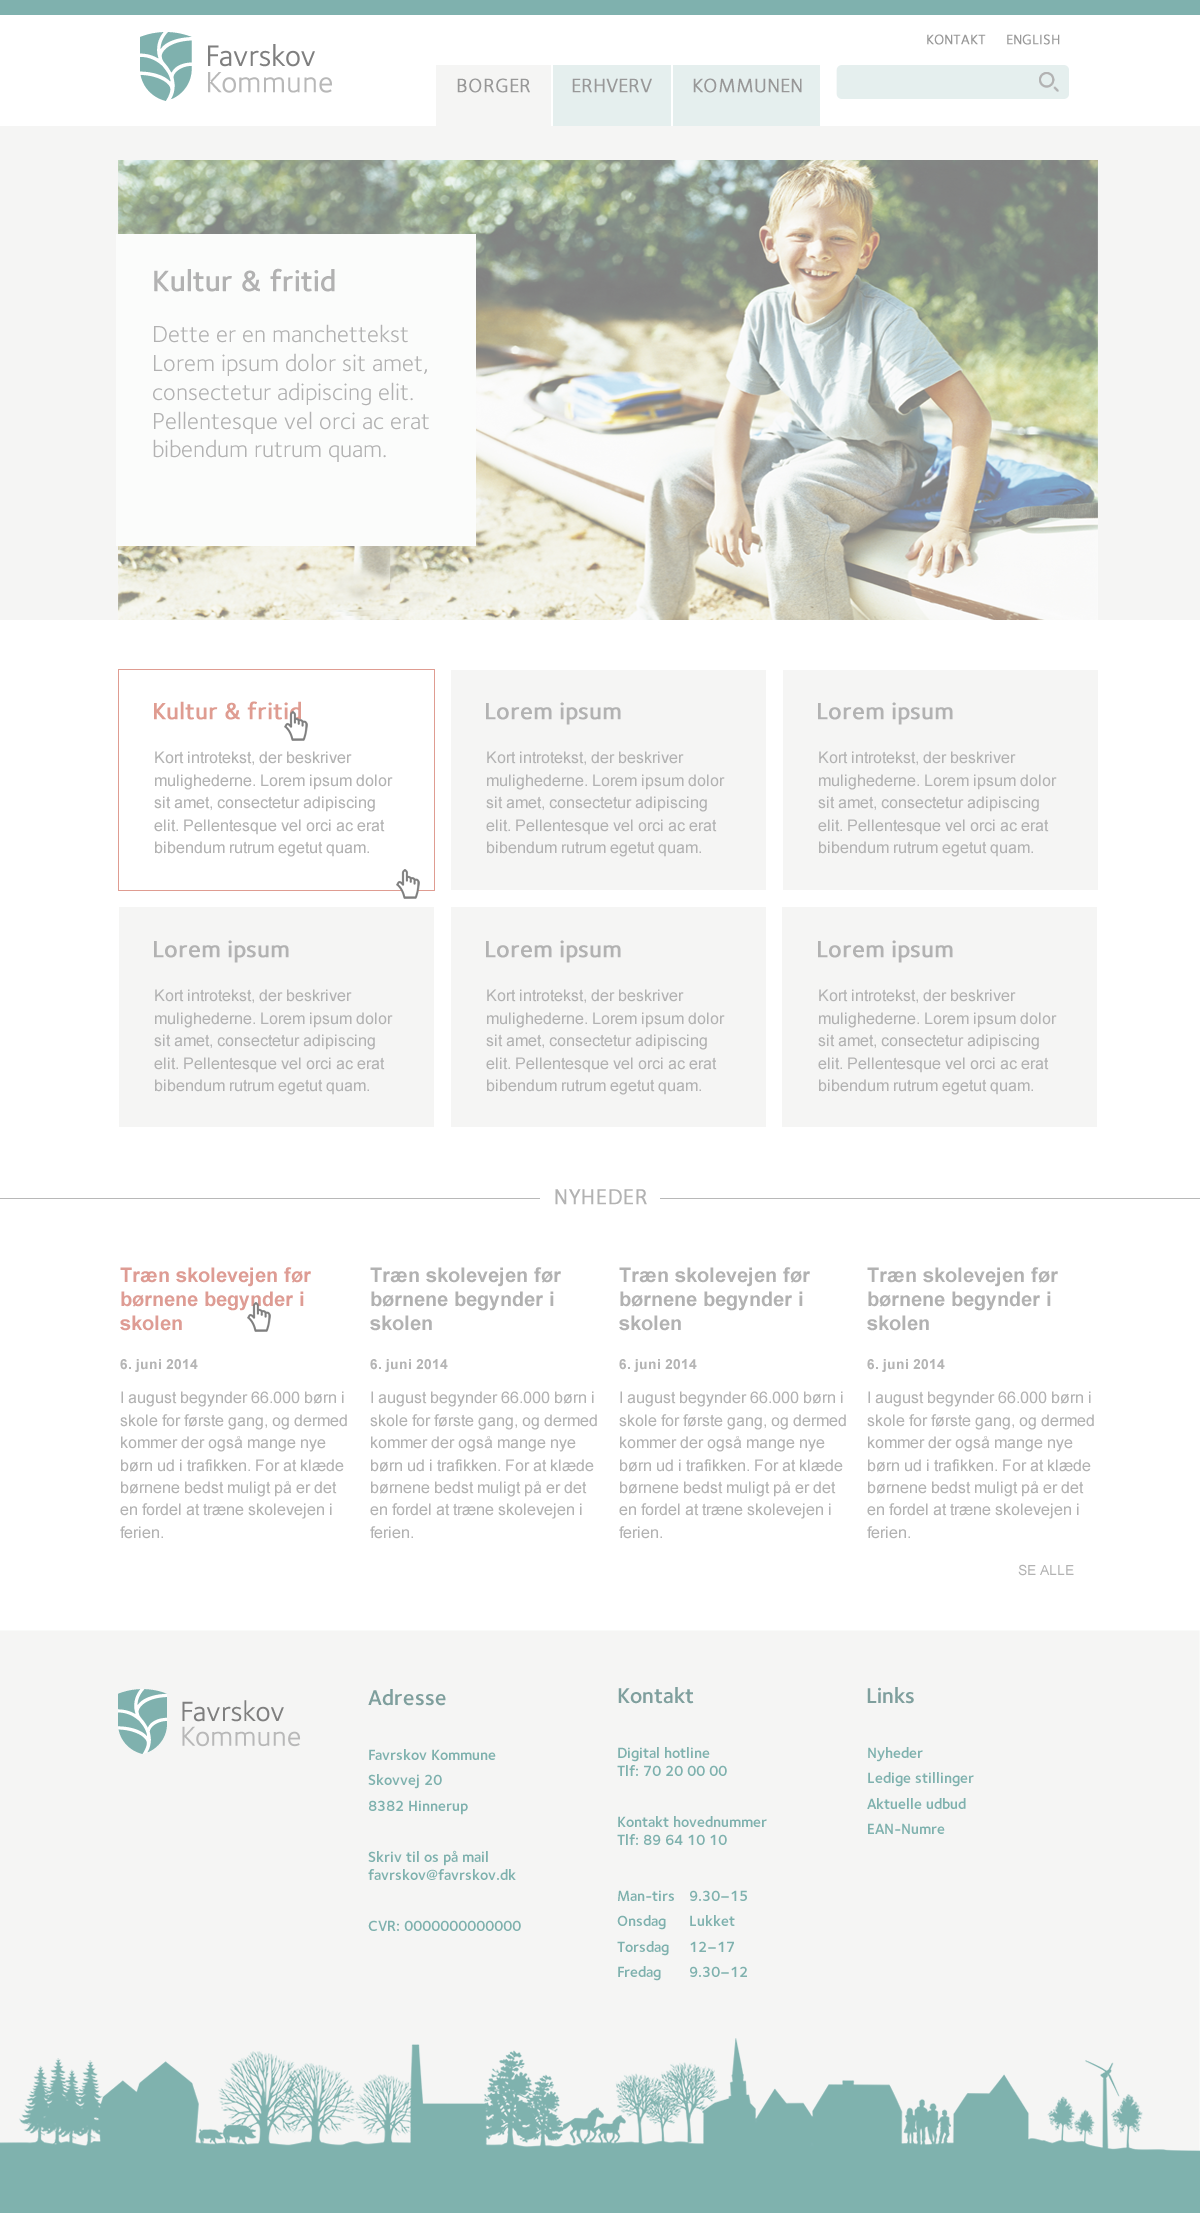 KONTAKT ENGLISH
Favrskov
Kommune
BORGER ERHVERV KOMMUNEN
Kultur & fritid
Dette er en manchettekst
Lorem ipsum dolor sit amet,
consectetur adipiscing elit.
Pellentesque vel orci ac erat
bibendum rutrum quam.
Kultur & fritid
Kort introtekst, der beskriver
mulighederne. Lorem ipsum dolor
sit amet, consectetur adipiscing
elit. Pellentesque vel orci ac erat
bibendum rutrum egetut quam.
Lorem ipsum
Kort introtekst, der beskriver
mulighederne. Lorem ipsum dolor
sit amet, consectetur adipiscing
elit. Pellentesque vel orci ac erat
bibendum rutrum egetut quam.
Lorem ipsum
Kort introtekst, der beskriver
mulighederne. Lorem ipsum dolor
sit amet, consectetur adipiscing
elit. Pellentesque vel orci ac erat
bibendum rutrum egetut quam.
Lorem ipsum
Kort introtekst, der beskriver
mulighederne. Lorem ipsum dolor
sit amet, consectetur adipiscing
elit. Pellentesque vel orci ac erat
bibendum rutrum egetut quam.
Lorem ipsum
Kort introtekst, der beskriver
mulighederne. Lorem ipsum dolor
sit amet, consectetur adipiscing
elit. Pellentesque vel orci ac erat
bibendum rutrum egetut quam.
Lorem ipsum
Kort introtekst, der beskriver
mulighederne. Lorem ipsum dolor
sit amet, consectetur adipiscing
elit. Pellentesque vel orci ac erat
bibendum rutrum egetut quam.
NYHEDER
Træn skolevejen før
børnene begynder i
skolen
6. juni 2014
I august begynder 66.000 børn i
skole for første gang, og dermed
kommer der også mange nye
børn ud i trafikken. For at klæde
børnene bedst muligt på er det
en fordel at træne skolevejen i
ferien.
Træn skolevejen før
børnene begynder i
skolen
6. juni 2014
I august begynder 66.000 børn i
skole for første gang, og dermed
kommer der også mange nye
børn ud i trafikken. For at klæde
børnene bedst muligt på er det
en fordel at træne skolevejen i
ferien.
Træn skolevejen før
børnene begynder i
skolen
6. juni 2014
I august begynder 66.000 børn i
skole for første gang, og dermed
kommer der også mange nye
børn ud i trafikken. For at klæde
børnene bedst muligt på er det
en fordel at træne skolevejen i
ferien.
Træn skolevejen før
børnene begynder i
skolen
6. juni 2014
I august begynder 66.000 børn i
skole for første gang, og dermed
kommer der også mange nye
børn ud i trafikken. For at klæde
børnene bedst muligt på er det
en fordel at træne skolevejen i
ferien.
SE ALLE
Favrskov
Kommune
Adresse
Favrskov Kommune
Skovvej 20
8382 Hinnerup
Skriv til os på mail
favrskov@favrskov.dk
CVR: 0000000000000
Kontakt
Digital hotline
Tlf: 70 20 00 00
Kontakt hovednummer
Tlf: 89 64 10 10
Man-tirs 9.30–15
Onsdag Lukket
Torsdag 12–17
Fredag 9.30–12
Links
Nyheder
Ledige stillinger
Aktuelle udbud
EAN-Numre